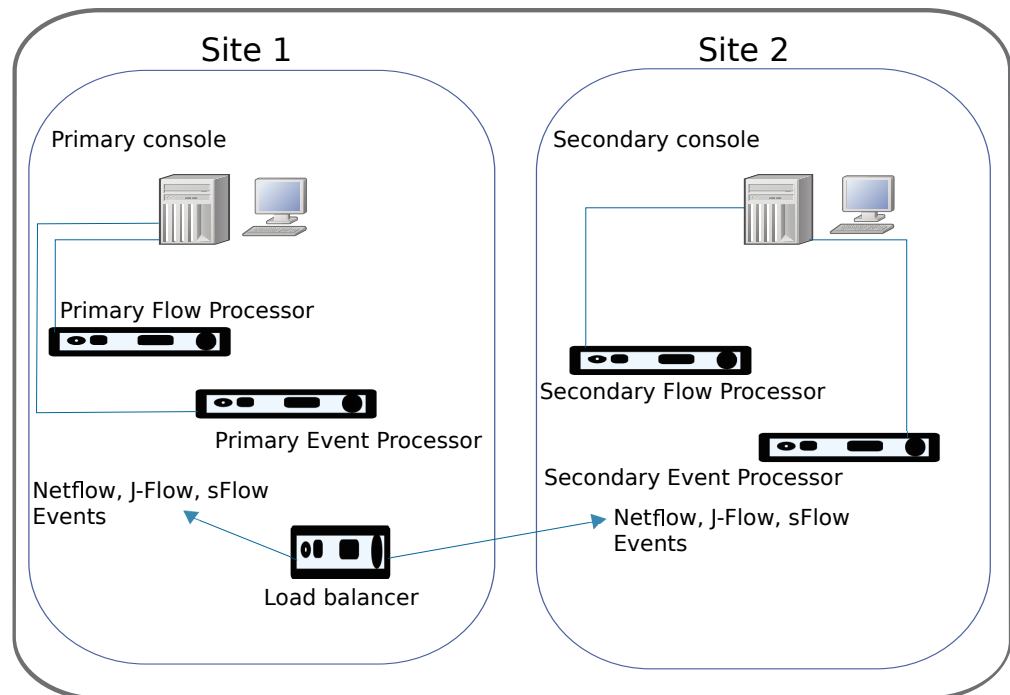 Site 1
Site 2
Primary console
Secondary console
Primary Flow Processor
Secondary Flow Processor
Primary Event Processor
Secondary Event Processor
Netflow, J-Flow, sFlow
Events
Netflow, J-Flow, sFlow
Events
Load balancer